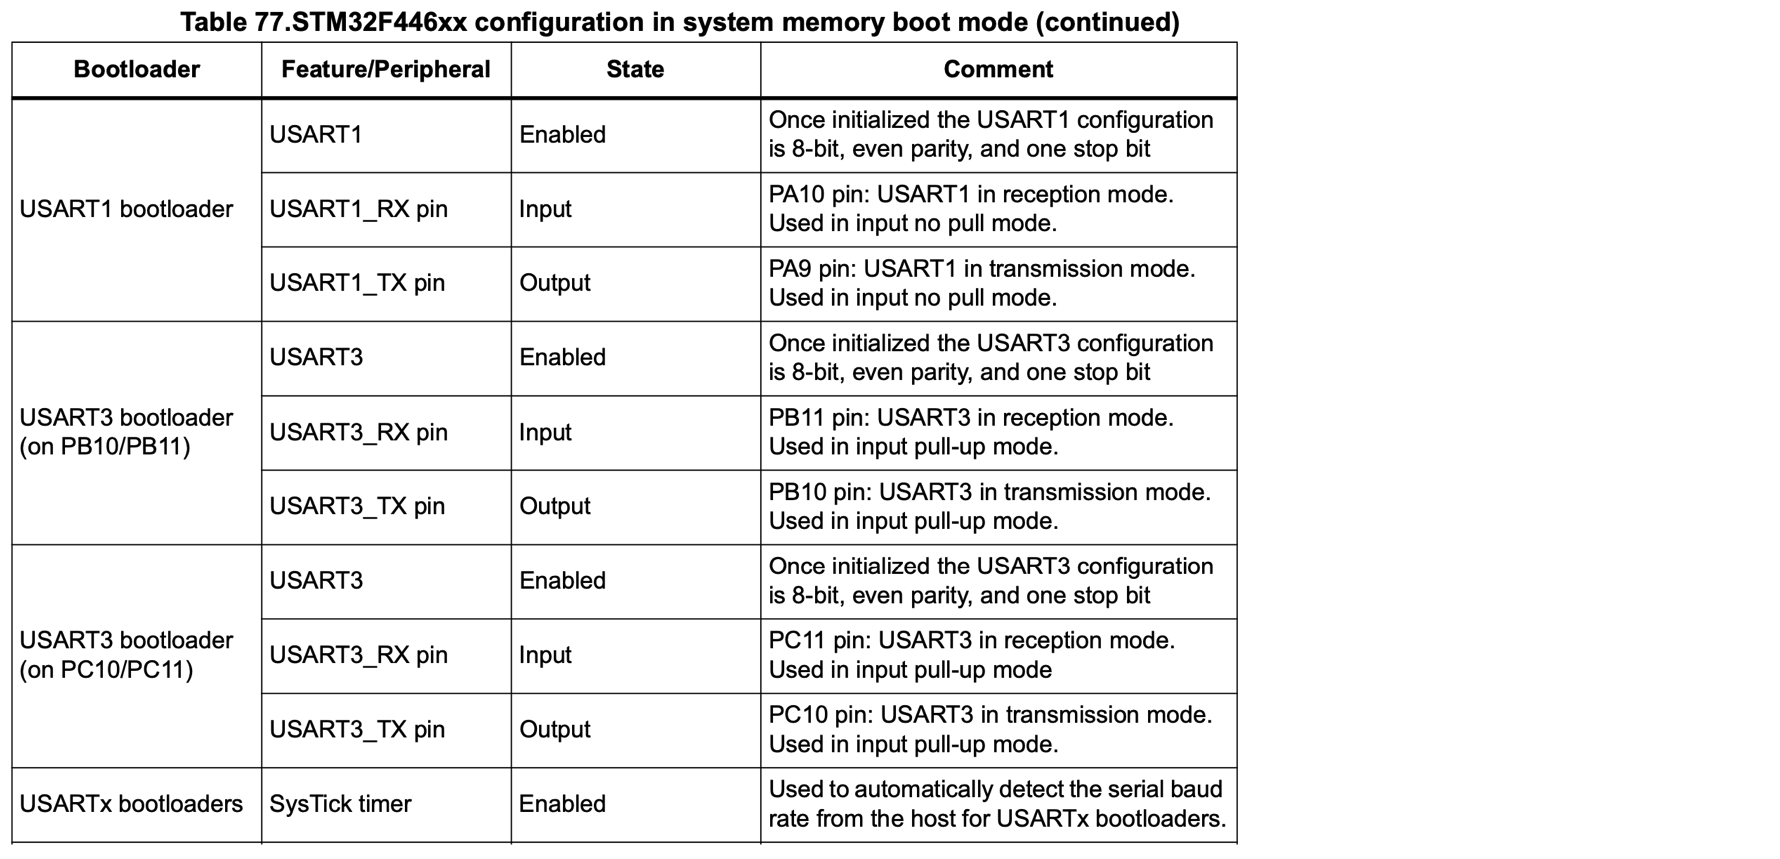 Table 77.STM32F446xx configuration in system memory boot mode (continued)
Bootloader Feature/Peripheral State Comment
USART1 bootloader
USART1 Enabled Once initialized the USART1 configuration
is 8-bit, even parity, and one stop bit
USART1_RX pin Input PA10 pin: USART1 in reception mode.
Used in input no pull mode.
USART1_TX pin Output PA9 pin: USART1 in transmission mode.
Used in input no pull mode.
USART3 bootloader
(on PB10/PB11)
USART3 Enabled Once initialized the USART3 configuration
is 8-bit, even parity, and one stop bit
USART3_RX pin Input PB11 pin: USART3 in reception mode.
Used in input pull-up mode.
USART3_TX pin Output PB10 pin: USART3 in transmission mode.
Used in input pull-up mode.
USART3 bootloader
(on PC10/PC11)
USART3 Enabled Once initialized the USART3 configuration
is 8-bit, even parity, and one stop bit
USART3_RX pin Input PC11 pin: USART3 in reception mode.
Used in input pull-up mode
USART3_TX pin Output PC10 pin: USART3 in transmission mode.
Used in input pull-up mode.
USARTx bootloaders SysTick timer Enabled Used to automatically detect the serial baud
rate from the host for USARTx bootloaders.